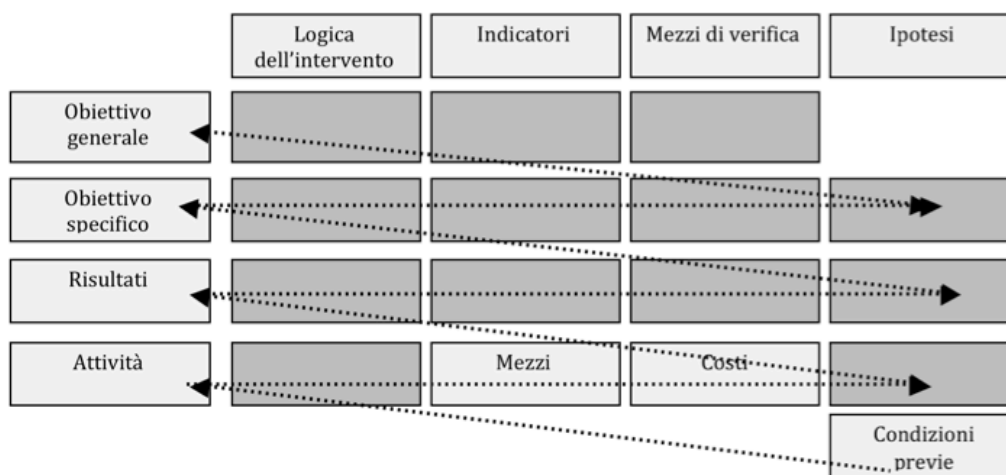 Logica
dell’intervento
Indicatori
Mezzi di verifica
Ipotesi
Obiettivo
generale
Obiettivo
specifico
Risultati
Attività
Mezzi
Costi
Condizioni
previe